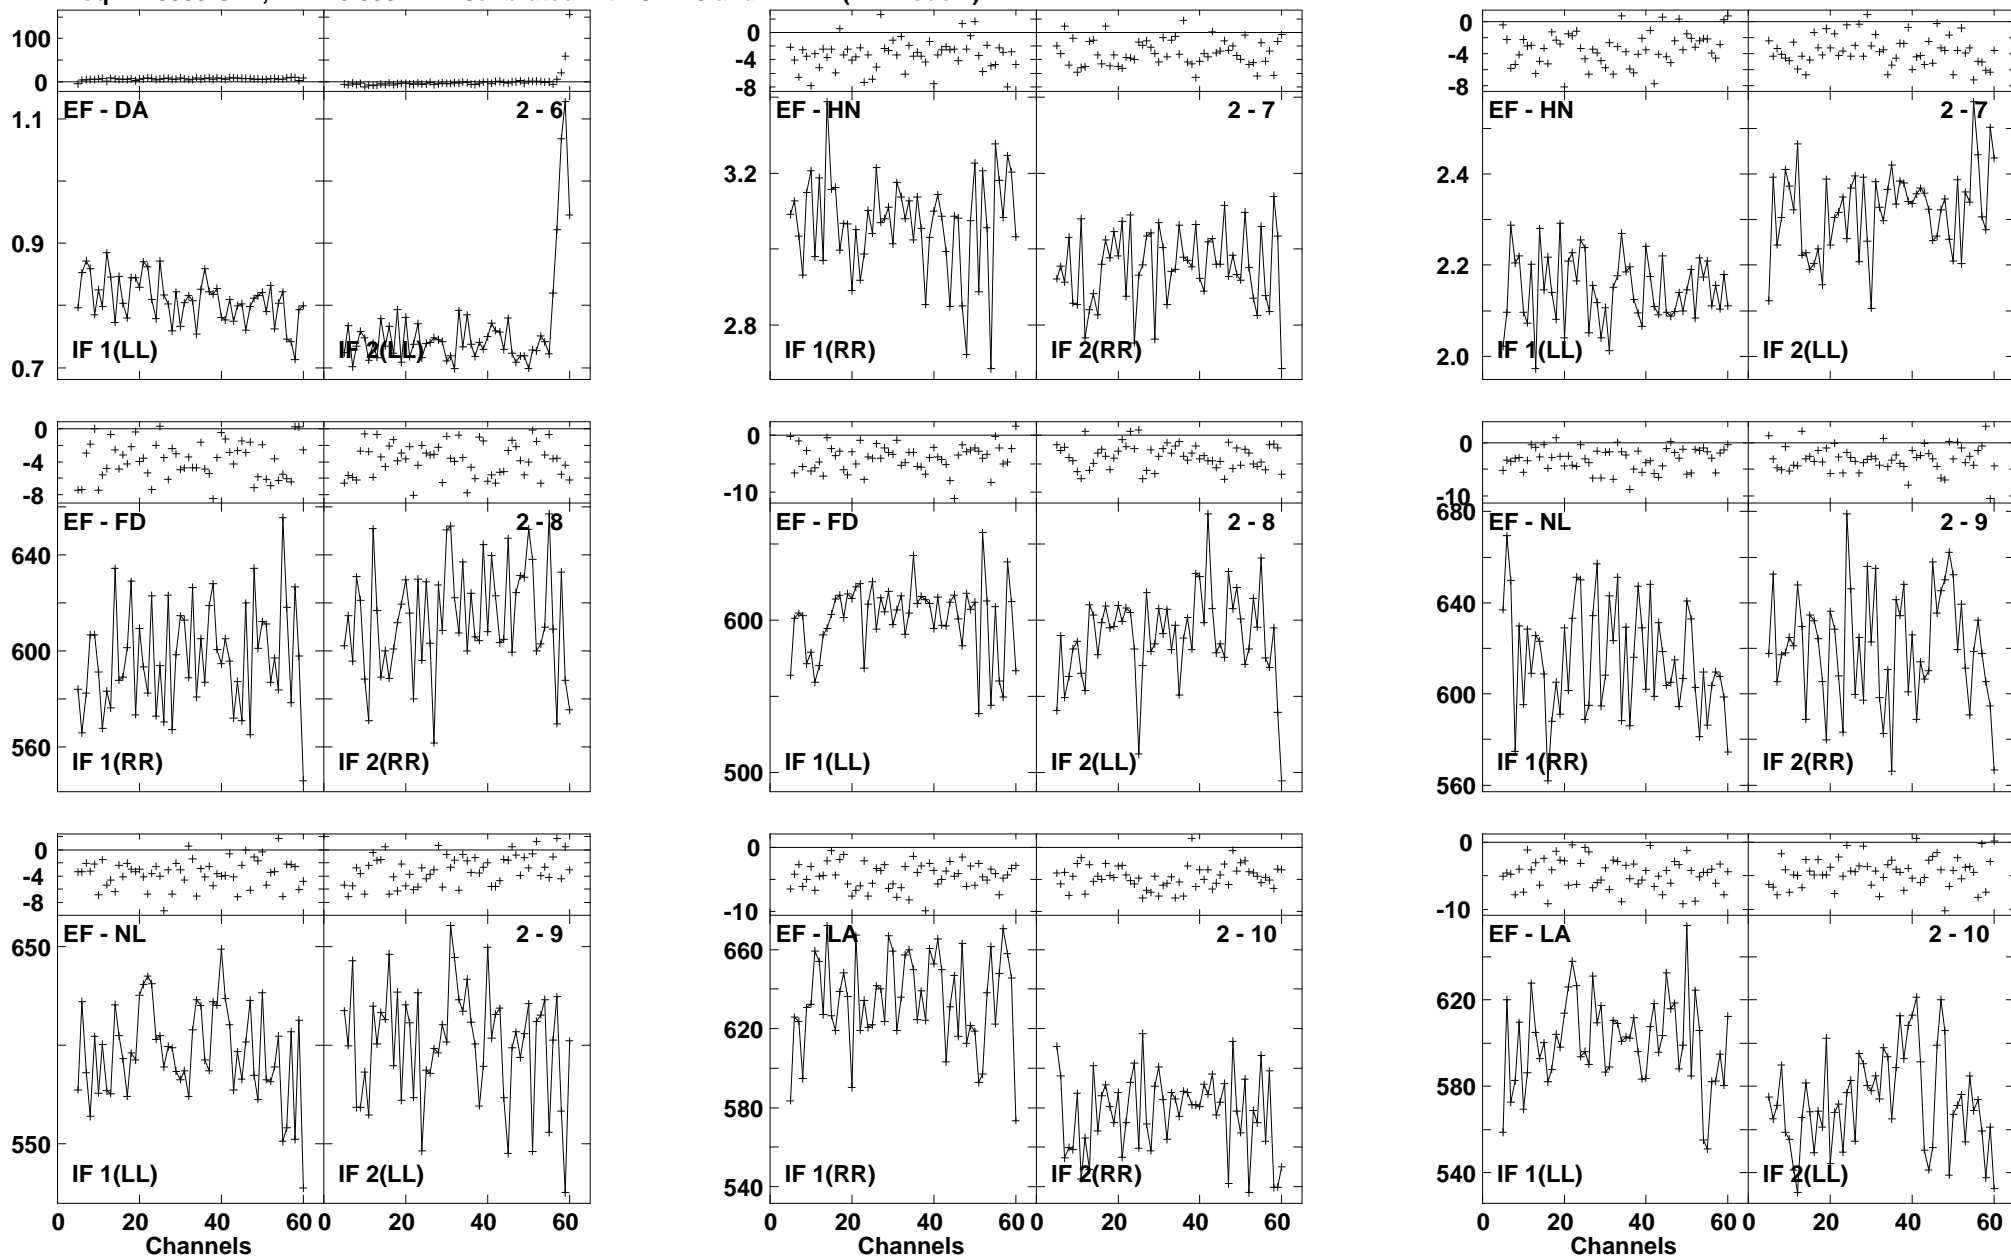 100
0
0
-4
-8
0
-4
-8
EF - DA
2 - 6
1.1
0.9
0.7
IF 1(LL)
IF 2(LL)
EF - HN
2 - 7
3.2
2.8
IF 1(RR)
IF 2(RR)
EF - HN
2 - 7
2.4
2.2
2.0
IF 1(LL)
IF 2(LL)
0
-4
-8
0
-10
0
-10
EF - FD
2 - 8
640
600
560
IF 1(RR)
IF 2(RR)
EF - FD
2 - 8
600
500
IF 1(LL)
IF 2(LL)
EF - NL
2 - 9
680
640
600
560
IF 1(RR)
IF 2(RR)
0
-4
-8
0
-10
0
-10
EF - NL
2 - 9
650
550
IF 1(LL)
IF 2(LL)
EF - LA
2 - 10
660
620
580
540
IF 1(RR)
IF 2(RR)
EF - LA
2 - 10
620
580
540
IF 1(LL)
IF 2(LL)
0 20 40 60 0 20 40 60
0 20 40 60 0 20 40 60
0 20 40 60 0 20 40 60
Channels
Channels
Channels